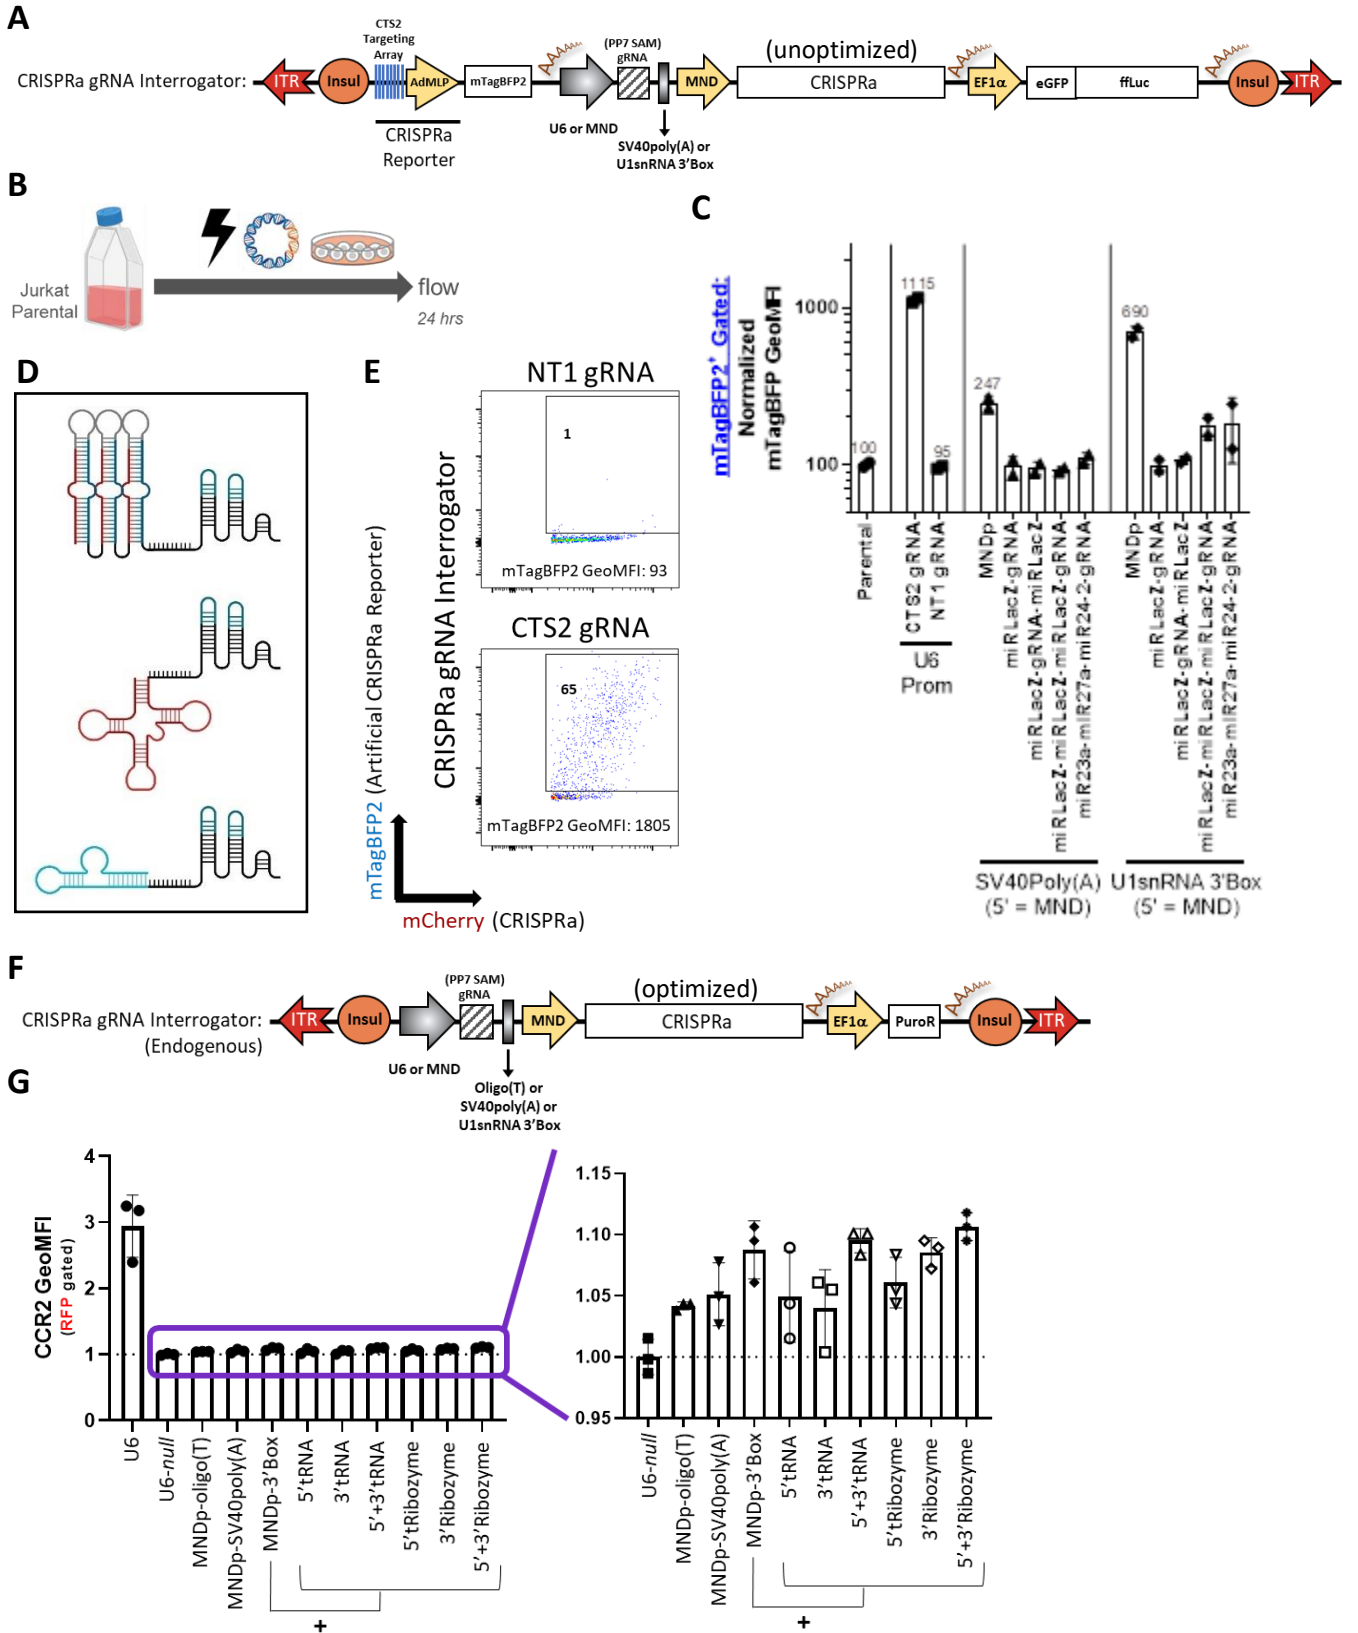 A
CRISPRa gRNA Interrogator:
ITR
Insul
CTS2
Targeting
Array
AdMLP
mTagBFP2
AAAAAA
(PP7 SAM)
gRNA
MND
(unoptimized)
CRISPRa
AAAAAA
EF1α
eGFP
ffLuc
AAAAAA
Insul
ITR
CRISPRa
Reporter
U6 or MND
SV40poly(A) or
U1snRNA 3'Box
B
Jurkat
Parental
flow
24 hrs
C
mTagBFP2+ Gated:
Normalized
mTagBFP GeoMFI
1000
100
100
1115
95
247
690
Parental
CTS2 gRNA
NT1 gRNA
U6
Prom
MNDp
miRLacZ-gRNA
miRLacZ-gRNA-miRLacZ
miRLacZ-miRLacZ-gRNA
miR23a-miR27a-miR24-2-gRNA
SV40Poly(A)
(5' = MND)
MNDp
miRLacZ-gRNA
miRLacZ-gRNA-miRLacZ
miRLacZ-miRLacZ-gRNA
miR23a-miR27a-miR24-2-gRNA
U1snRNA 3'Box
(5' = MND)
D
E
NT1 gRNA
1
mTagBFP2 GeoMFI: 93
CTS2 gRNA
65
mTagBFP2 GeoMFI: 1805
CRISPRa gRNA Interrogator
mTagBFP2 (Artificial CRISPRa Reporter)
mCherry (CRISPRa)
F
CRISPRa gRNA Interrogator:
(Endogenous)
ITR
Insul
(PP7 SAM)
gRNA
MND
(optimized)
CRISPRa
AAAAAA
EF1α
PuroR
AAAAAA
Insul
ITR
U6 or MND
Oligo(T) or
SV40poly(A) or
U1snRNA 3'Box
G
CCR2 GeoMFI
(RFP gated)
4
3
2
1
0
U6
U6-null
MNDp-oligo(T)
MNDp-SV40poly(A)
MNDp-3'Box
5'tRNA
3'tRNA
5'+3'tRNA
5'tRibozyme
3'Ribozyme
5'+3'Ribozyme
+
1.15
1.10
1.05
1.00
0.95
U6-null
MNDp-oligo(T)
MNDp-SV40poly(A)
MNDp-3'Box
5'tRNA
3'tRNA
5'+3'tRNA
5'tRibozyme
3'Ribozyme
5'+3'Ribozyme
+